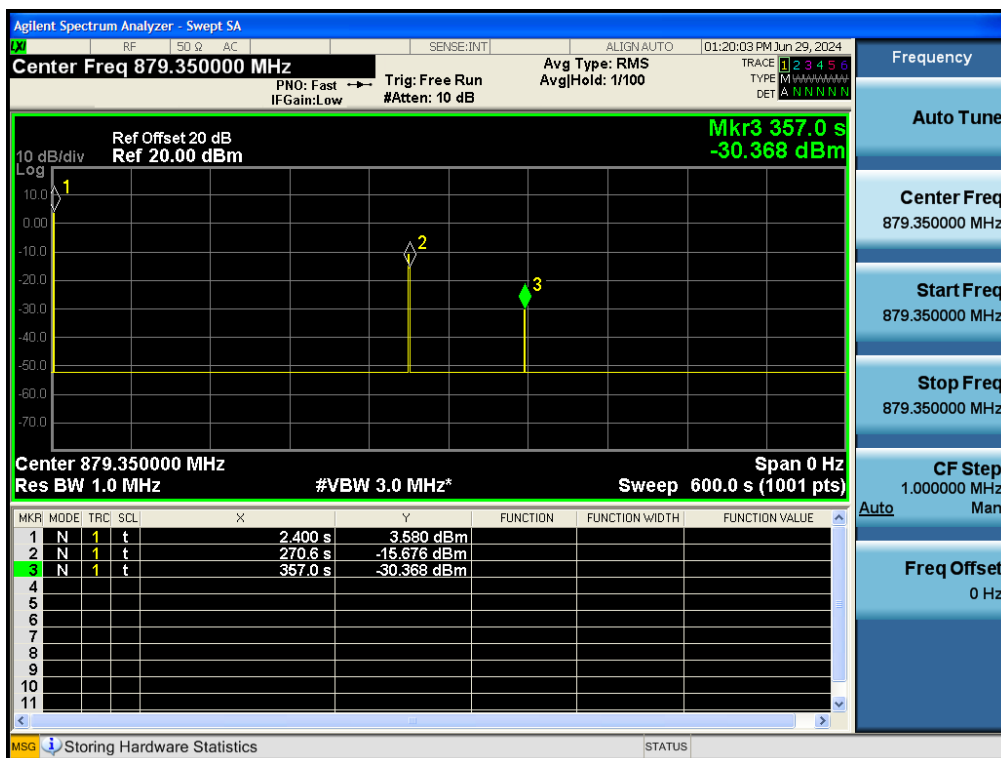 Agilent Spectrum Analyzer - Swept SA
LXI RF 50 Ω AC SENSE:INT ALIGN AUTO 01:20:03 PM Jun 29, 2024
Center Freq 879.350000 MHz
PNO: Fast
IFGain:Low
Trig: Free Run
#Atten: 10 dB
Avg Type: RMS
Avg|Hold: 1/100
TRACE 1 2 3 4 5 6
TYPE M WWWWW
DET A N N N N N
Frequency
Auto Tune
Center Freq
879.350000 MHz
Start Freq
879.350000 MHz
Stop Freq
879.350000 MHz
CF Step
1.000000 MHz
Auto Man
Freq Offset
0 Hz
Mkr3 357.0 s
-30.368 dBm
Ref Offset 20 dB
10 dB/div Ref 20.00 dBm
Log
10.0
0.00
-10.0
-20.0
-30.0
-40.0
-50.0
-60.0
-70.0
1
2
3
Center 879.350000 MHz Span 0 Hz
Res BW 1.0 MHz #VBW 3.0 MHz* Sweep 600.0 s (1001 pts)
MKR MODE TRC SCL X Y FUNCTION FUNCTION WIDTH FUNCTION VALUE
1 N 1 t 2.400 s 3.580 dBm
2 N 1 t 270.6 s -15.676 dBm
3 N 1 t 357.0 s -30.368 dBm
4
5
6
7
8
9
10
11
MSG Storing Hardware Statistics STATUS